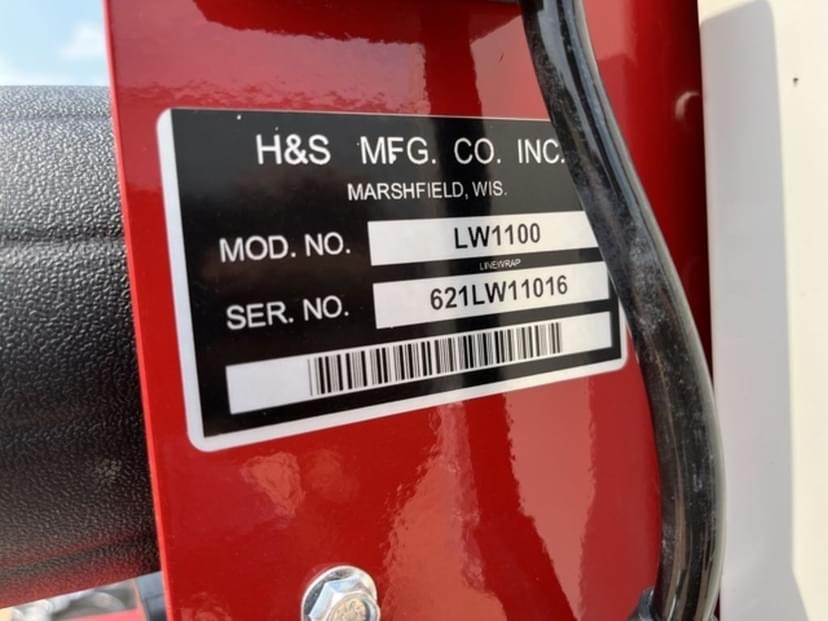 H&S MFG. CO. INC.
MARSHFIELD, WIS.
MOD. NO. LW1100
LINEWRAP
SER. NO. 621LW11016